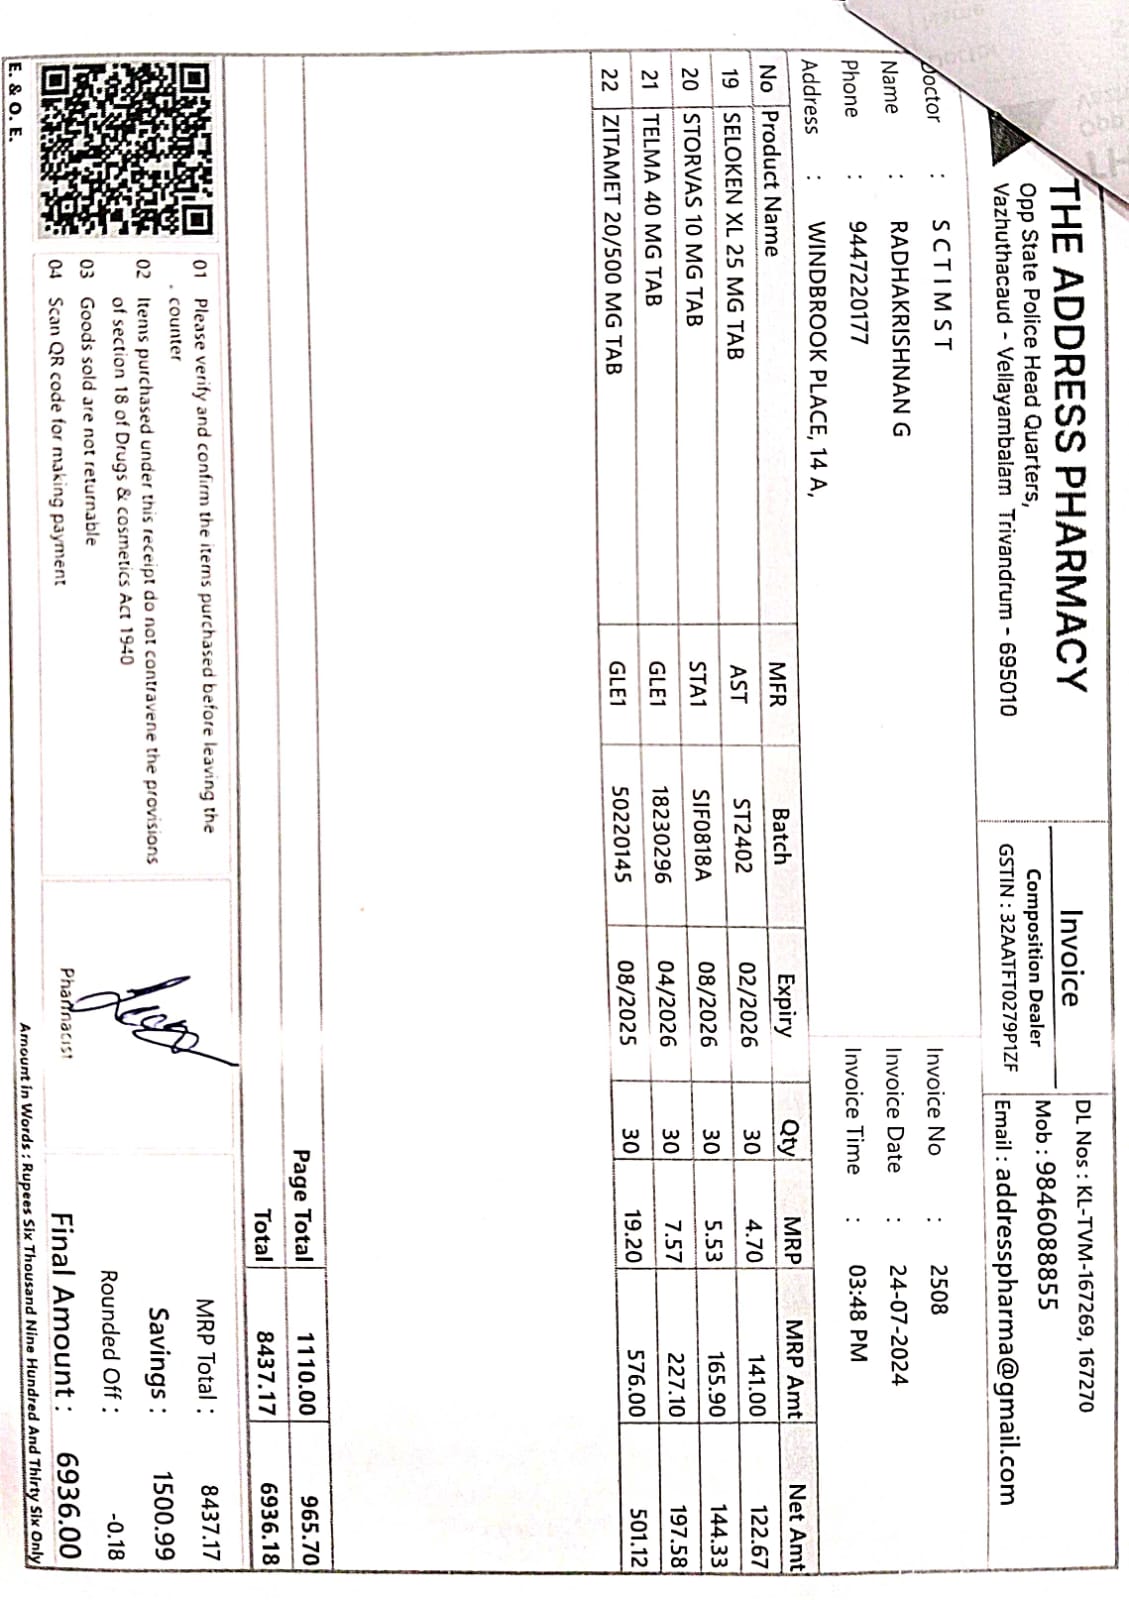 THE ADDRESS PHARMACY
Opp State Police Head Quarters,
Vazhuthacaud - Vellayambalam Trivandrum - 695010
Invoice
Composition Dealer
GSTIN : 32AATFT0279P1ZF
DL Nos : KL-TVM-167269, 167270
Mob : 9846088855
Email : addresspharma@gmail.com
Doctor : SCTIMST
Name : RADHAKRISHNAN G
Phone : 9447220177
Address : WINDBROOK PLACE, 14 A,
Invoice No : 2508
Invoice Date : 24-07-2024
Invoice Time : 03:48 PM
No Product Name MFR Batch Expiry Qty MRP MRP Amt Net Amt
19 SELOKEN XL 25 MG TAB AST ST2402 02/2026 30 4.70 141.00 122.67
20 STORVAS 10 MG TAB STA1 SIF0818A 08/2026 30 5.53 165.90 144.33
21 TELMA 40 MG TAB GLE1 18230296 04/2026 30 7.57 227.10 197.58
22 ZITAMET 20/500 MG TAB GLE1 50220145 08/2025 30 19.20 576.00 501.12
Page Total 1110.00 965.70
Total 8437.17 6936.18
01 Please verify and confirm the items purchased before leaving the
. counter
02 Items purchased under this receipt do not contravene the provisions
of section 18 of Drugs & cosmetics Act 1940
03 Goods sold are not returnable
04 Scan QR code for making payment
Pharmacist
MRP Total : 8437.17
Savings : 1500.99
Rounded Off : -0.18
Final Amount : 6936.00
Amount in Words : Rupees Six Thousand Nine Hundred And Thirty Six Only
E. & O. E.